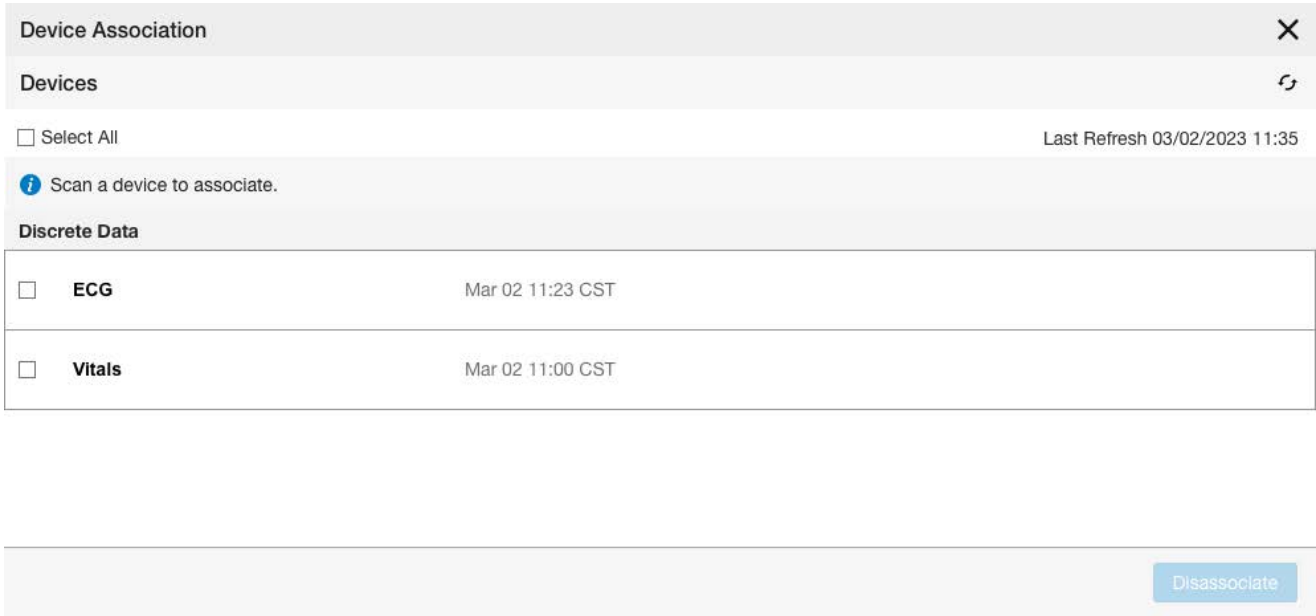 Device Association
Devices
Select All
Last Refresh 03/02/2023 11:35
Scan a device to associate.
Discrete Data
ECG Mar 02 11:23 CST
Vitals Mar 02 11:00 CST
Disassociate